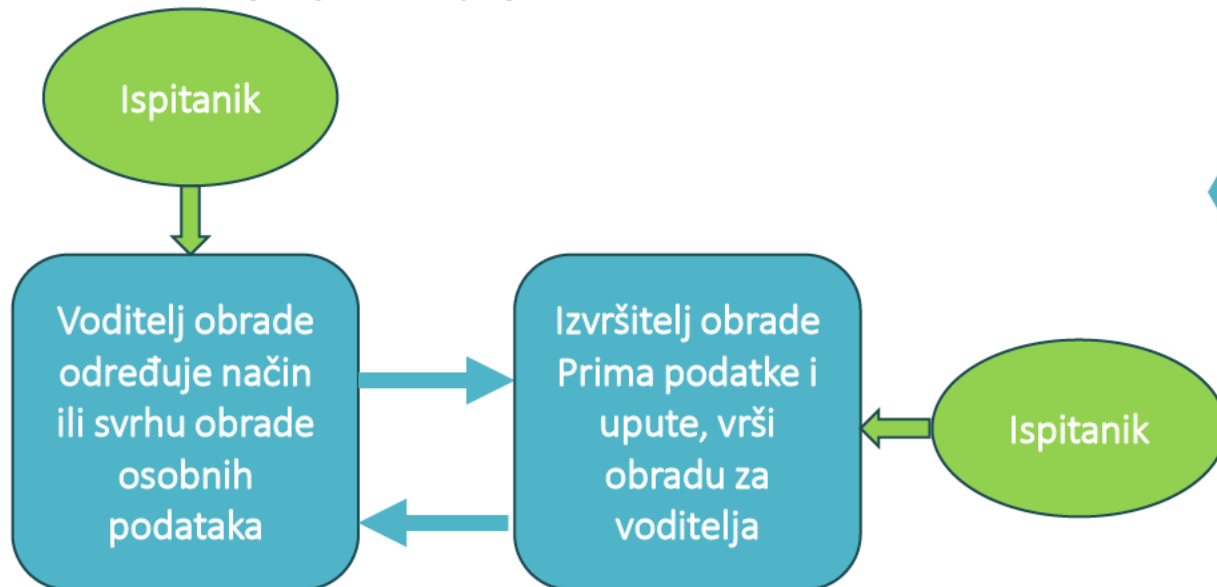 Ispitanik
Voditelj obrade
određuje način
ili svrhu obrade
osobnih
podataka
Izvršitelj obrade
Prima podatke i
upute, vrši
obradu za
voditelja
Ispitanik